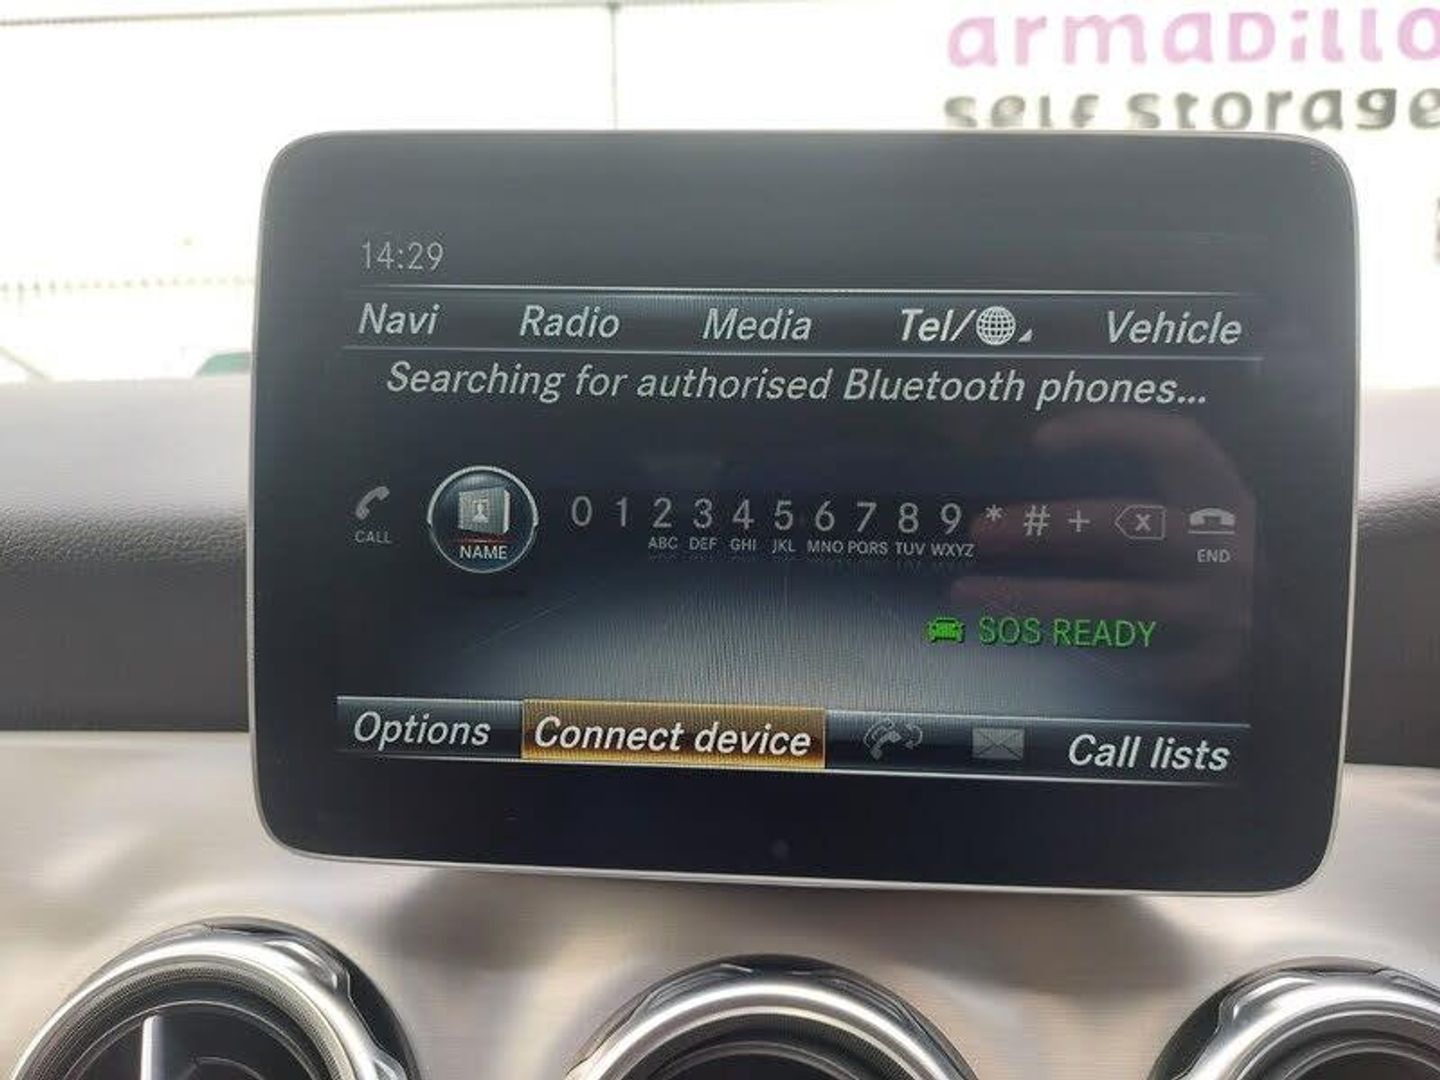 armadillo
self storage
14:29
Navi Radio Media Tel/ Vehicle
Searching for authorised Bluetooth phones...
0 1 2 3 4 5 6 7 8 9 * # +
CALL NAME ABC DEF GHI JKL MNO PQRS TUV WXYZ END
SOS READY
Options Connect device Call lists